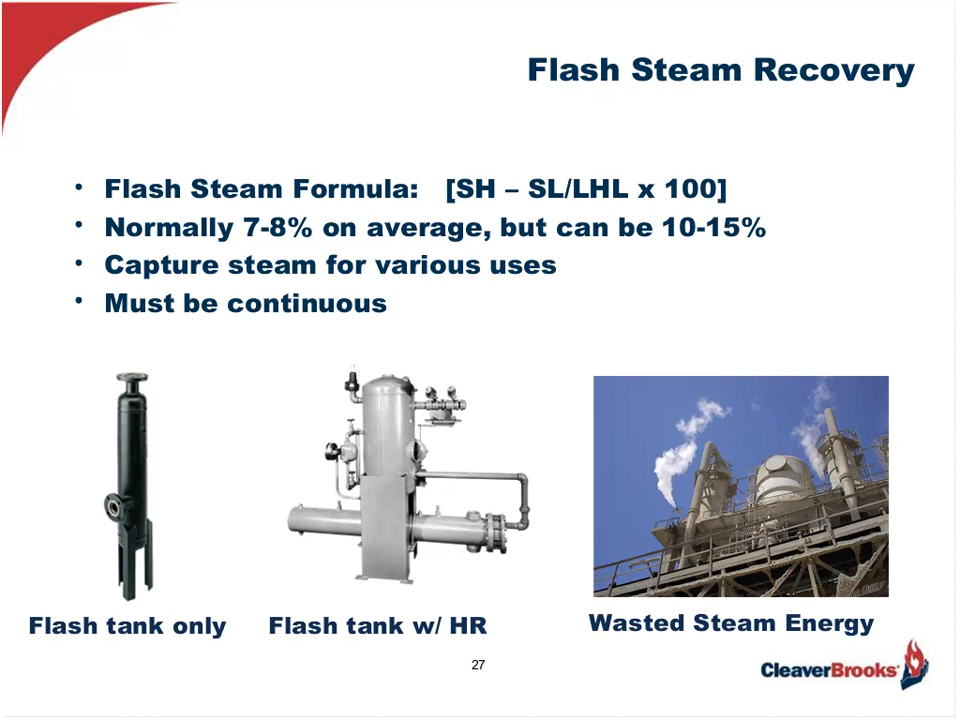 Flash Steam Recovery
• Flash Steam Formula: [SH – SL/LHL x 100]
• Normally 7-8% on average, but can be 10-15%
• Capture steam for various uses
• Must be continuous
Flash tank only
Flash tank w/ HR
Wasted Steam Energy
27
CleaverBrooks